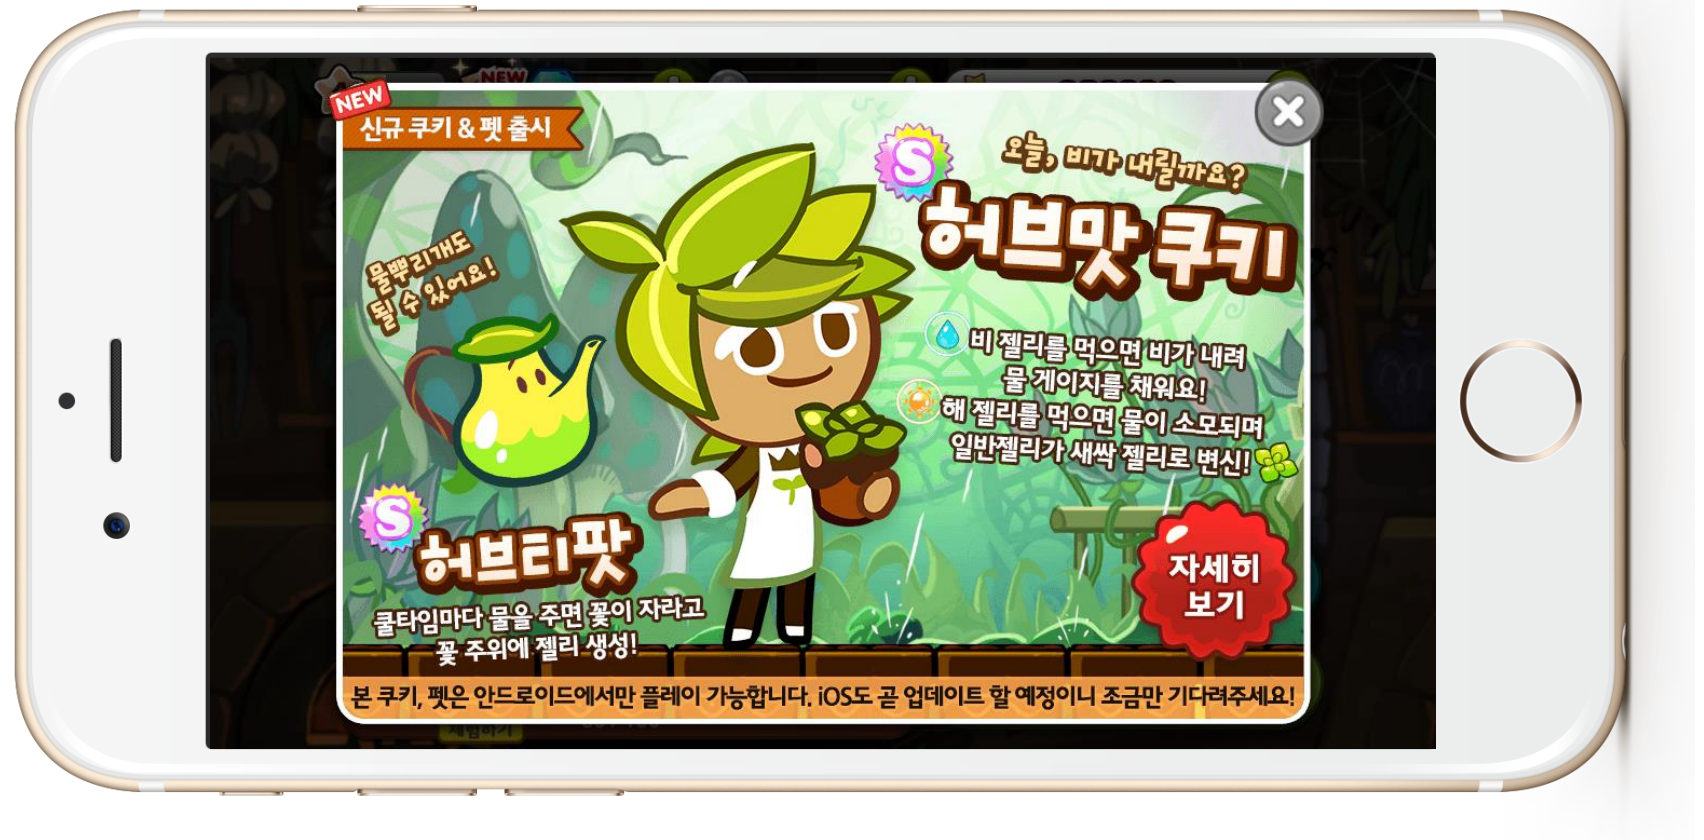 NEW
NEW
신규 쿠키 & 펫 출시
S
오늘, 비가 내릴까요?
허브맛 쿠키
물뿌리개도
될 수 있어요!
비 젤리를 먹으면 비가 내려
물 게이지를 채워요!
해 젤리를 먹으면 물이 소모되며
일반젤리가 새싹 젤리로 변신!
S
허브티팟
쿨타임마다 물을 주면 꽃이 자라고
꽃 주위에 젤리 생성!
자세히
보기
본 쿠키, 펫은 안드로이드에서만 플레이 가능합니다. iOS도 곧 업데이트 할 예정이니 조금만 기다려주세요!
체험하기